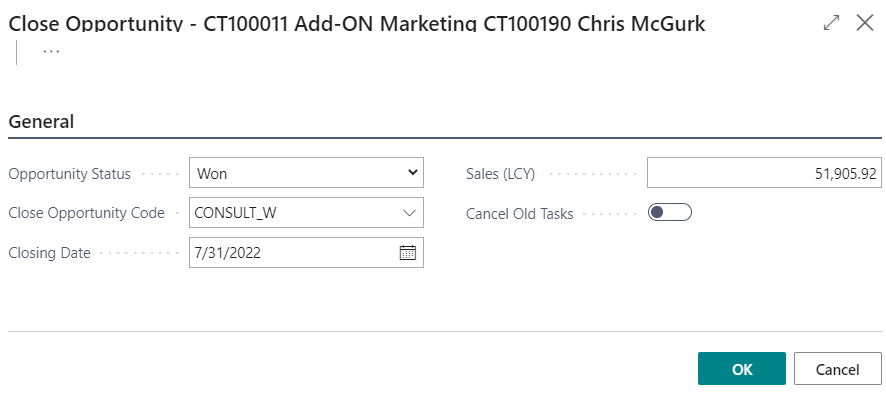 Close Opportunity - CT100011 Add-ON Marketing CT100190 Chris McGurk
...
General
Opportunity Status Won
Sales (LCY) 51,905.92
Close Opportunity Code CONSULT_W
Cancel Old Tasks
Closing Date 7/31/2022
OK Cancel